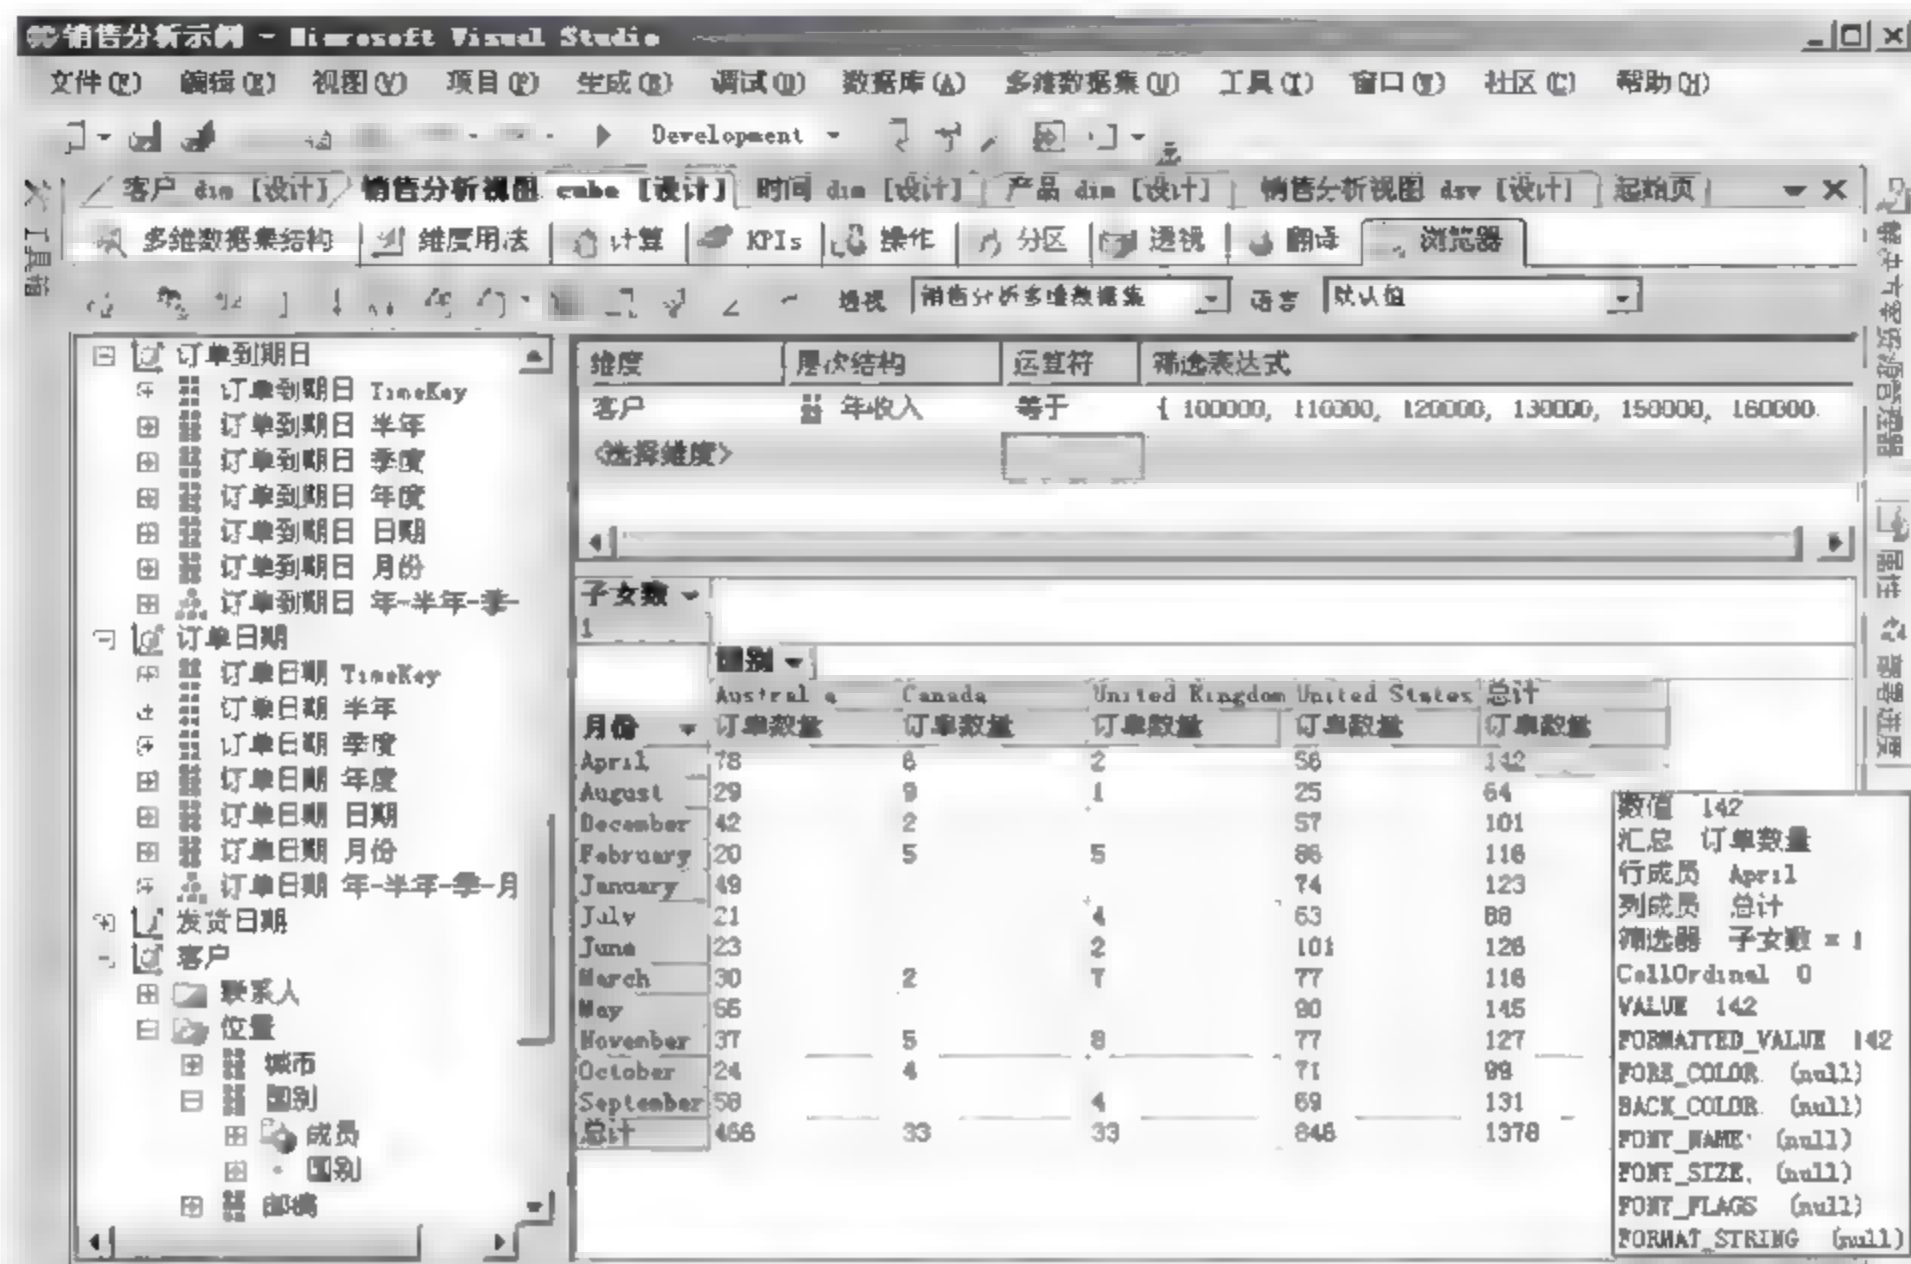 销售分析示例 - Microsoft Visual Studio
文件(F) 编辑(E) 视图(V) 项目(P) 生成(B) 调试(D) 数据库(A) 多维数据集(U) 工具(T) 窗口(W) 社区(C) 帮助(H)
Development
客户 dim [设计] 销售分析视图 cube [设计] 时间 dim [设计] 产品 dim [设计] 销售分析视图 dsv [设计] 起始页
多维数据集结构 维度用法 计算 KPIs 操作 分区 透视 翻译 浏览器
透视 销售分析多维数据集 语言 默认值
工具箱
订单到期日
订单到期日 TimeKey
订单到期日 半年
订单到期日 季度
订单到期日 年度
订单到期日 日期
订单到期日 月份
订单到期日 年-半年-季-
订单日期
订单日期 TimeKey
订单日期 半年
订单日期 季度
订单日期 年度
订单日期 日期
订单日期 月份
订单日期 年-半年-季-月
发货日期
客户
联系人
位置
城市
国别
成员
国别
邮编
维度 层次结构 运算符 筛选表达式
客户 年收入 等于 { 100000, 110000, 120000, 130000, 150000, 160000.
<选择维度>
子女数
1
国别
Canada United Kingdom United States 总计
月份 订单数量 订单数量 订单数量 订单数量 订单数量
April 78 6 2 56 142
August 29 9 1 25 64
December 42 2 57 101
February 20 5 5 86 116
January 49 74 123
July 21 4 63 88
June 23 2 101 126
March 30 2 7 77 116
May 55 90 145
November 37 5 8 77 127
October 24 4 71 99
September 58 4 69 131
总计 466 33 33 846 1378
数值 142
汇总 订单数量
行成员 April
列成员 总计
筛选器 子女数 = 1
CellOrdinal 0
VALUE 142
FORMATTED_VALUE 142
FORE_COLOR (null)
BACK_COLOR (null)
FONT_NAME: (null)
FONT_SIZE. (null)
FONT_FLAGS (null)
FORMAT_STRING (null)
解决方案资源管理器
属性
部署进度